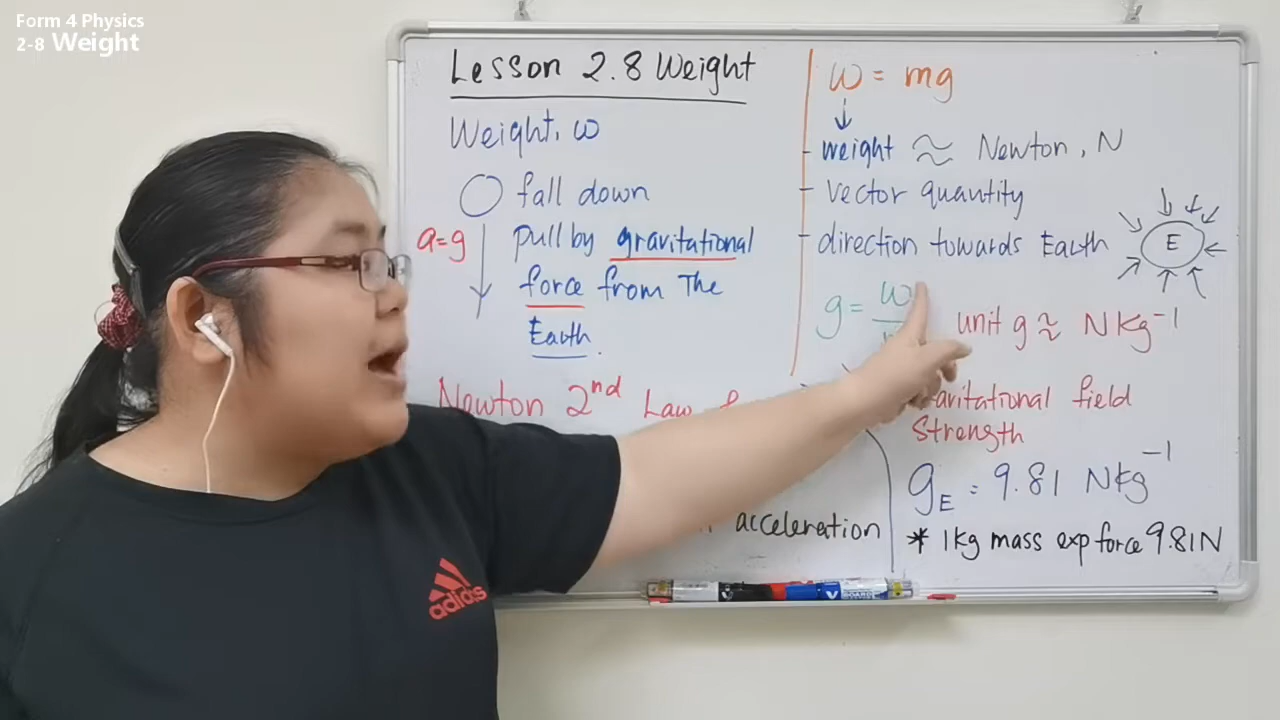 Form 4 Physics
2-8 Weight
Lesson 2.8 Weight
Weight, w
fall down
a=g
pull by gravitational
force from The
Earth.
Newton 2nd Law
acceleration
w = mg
- weight ≈ Newton, N
- vector quantity
- direction towards Earth
E
g = w
unit g ≈ N kg⁻¹
field
Strength
gE = 9.81 Nkg⁻¹
* 1kg mass exp force 9.81N
adidas